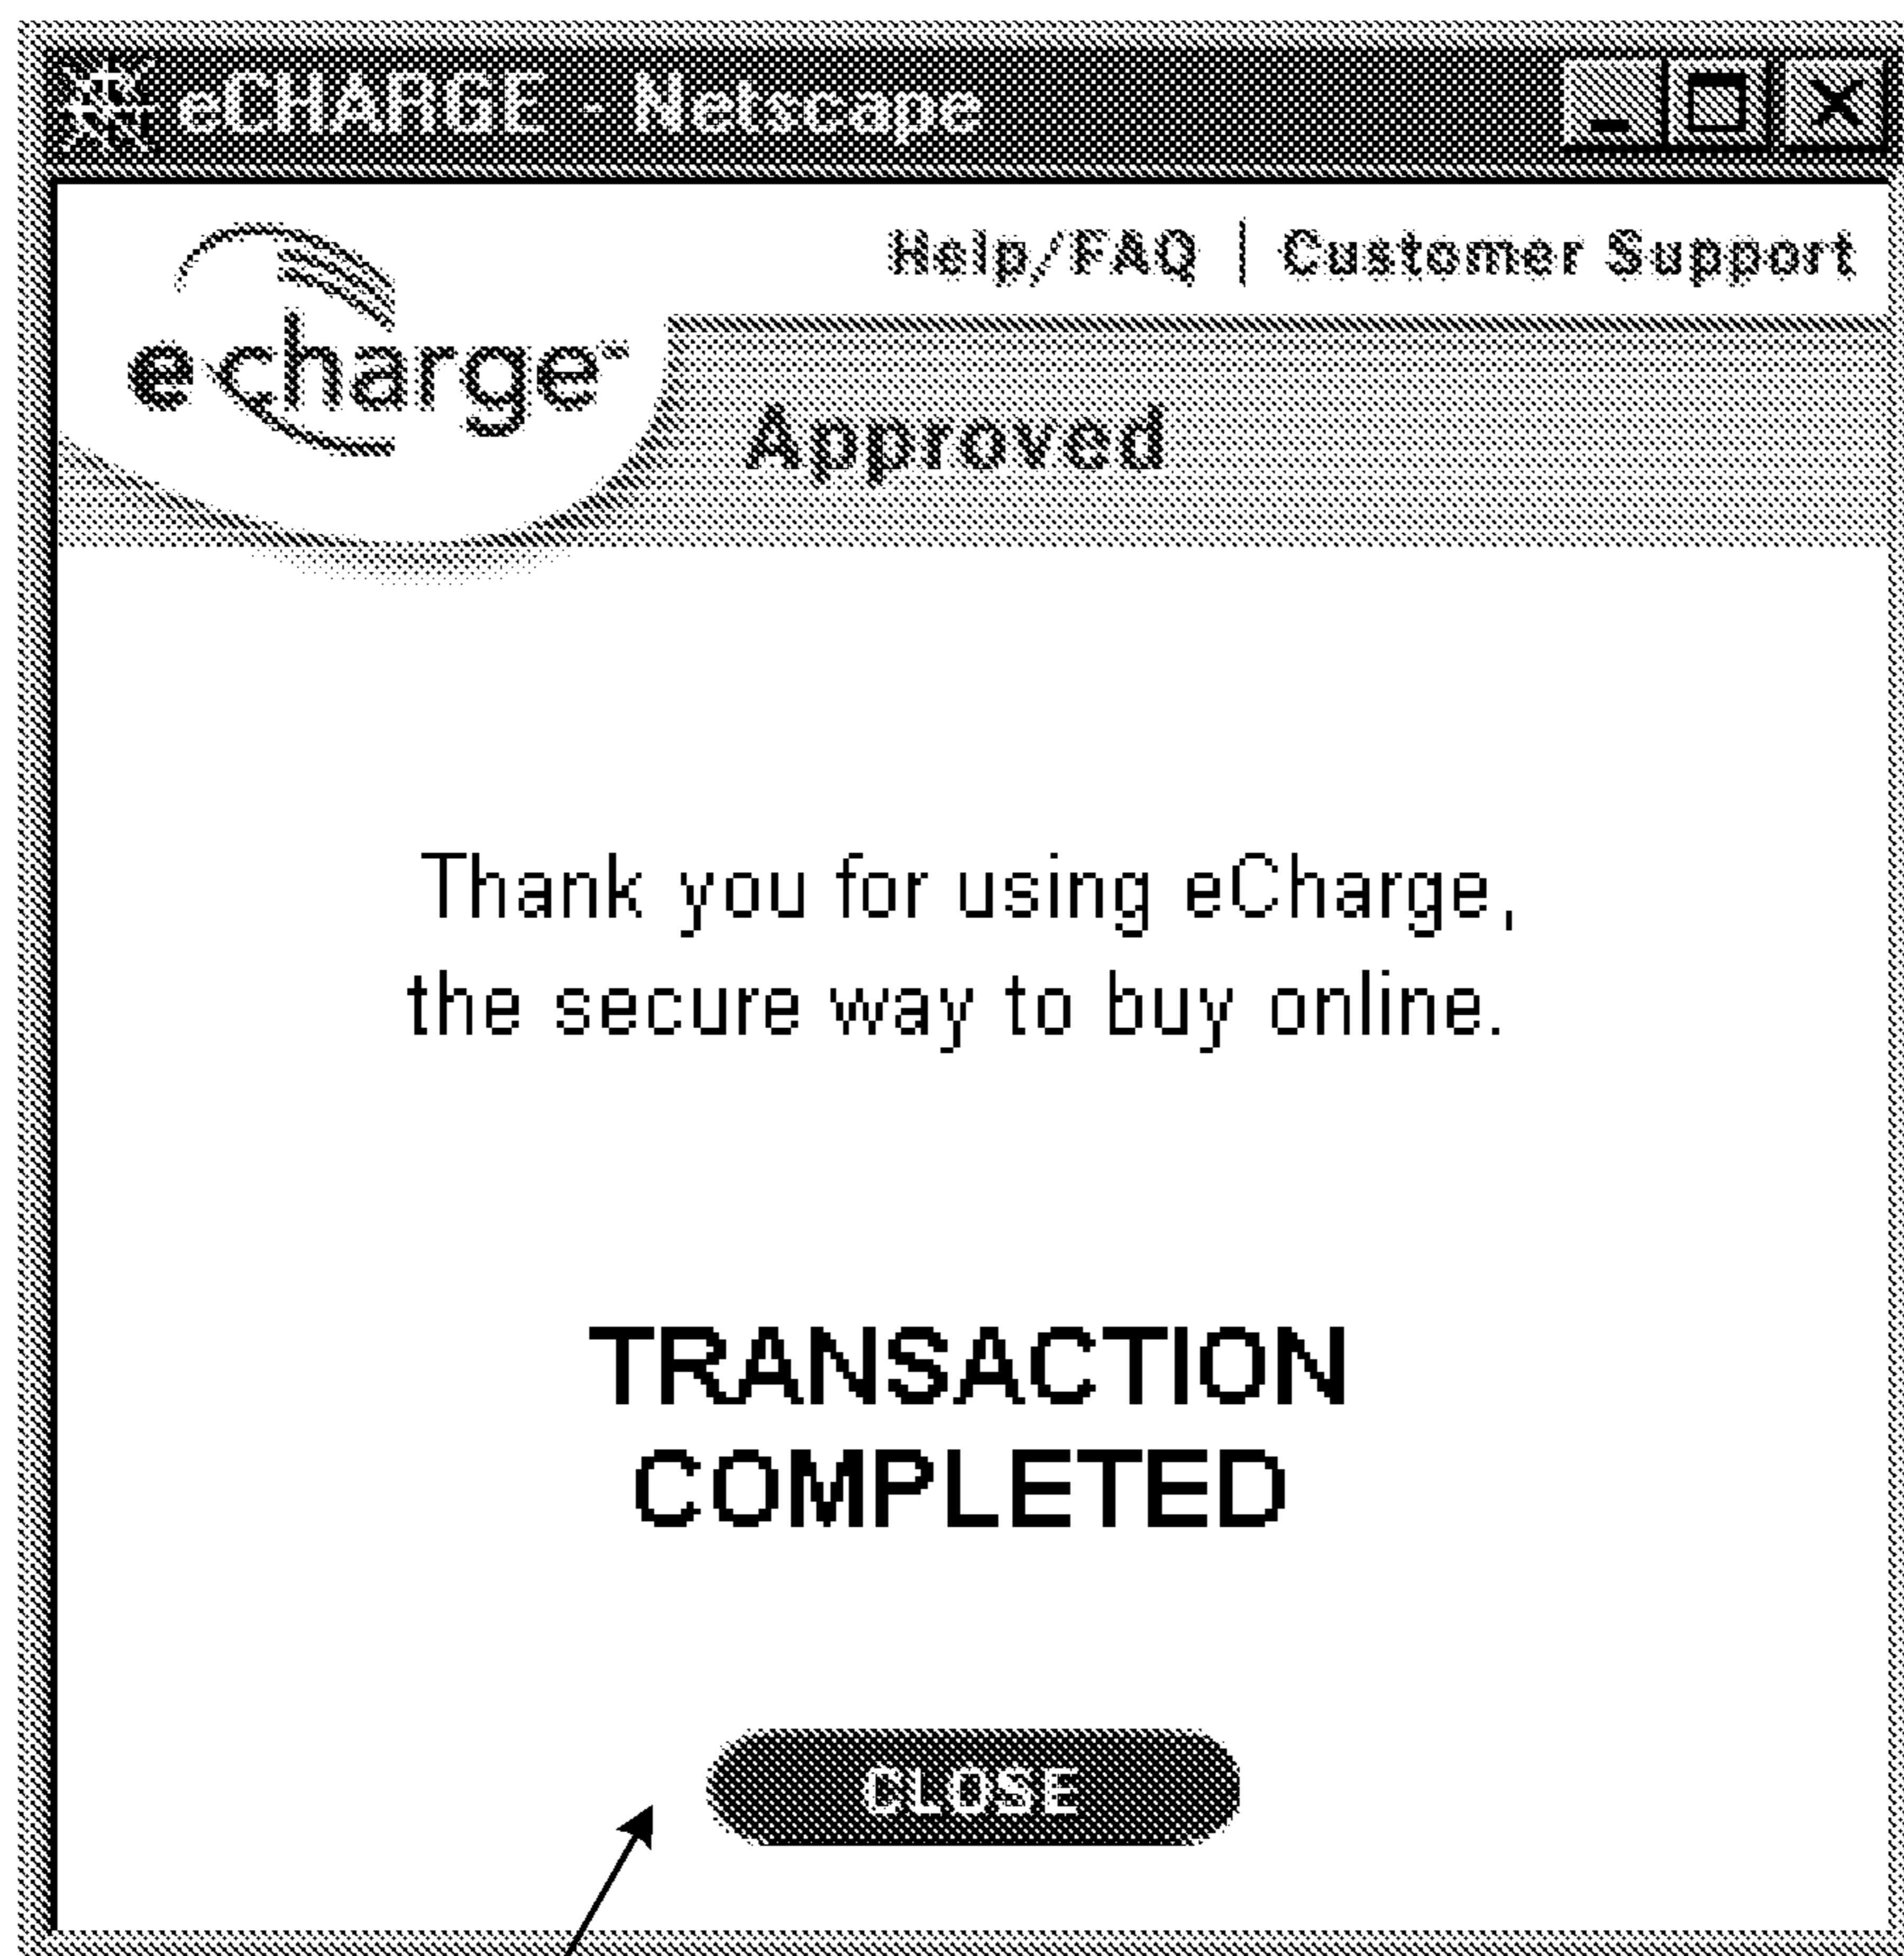 eCHARGE - Netscape
Help/FAQ | Customer Support
e charge
Approved
Thank you for using eCharge,
the secure way to buy online.
TRANSACTION
COMPLETED
CLOSE